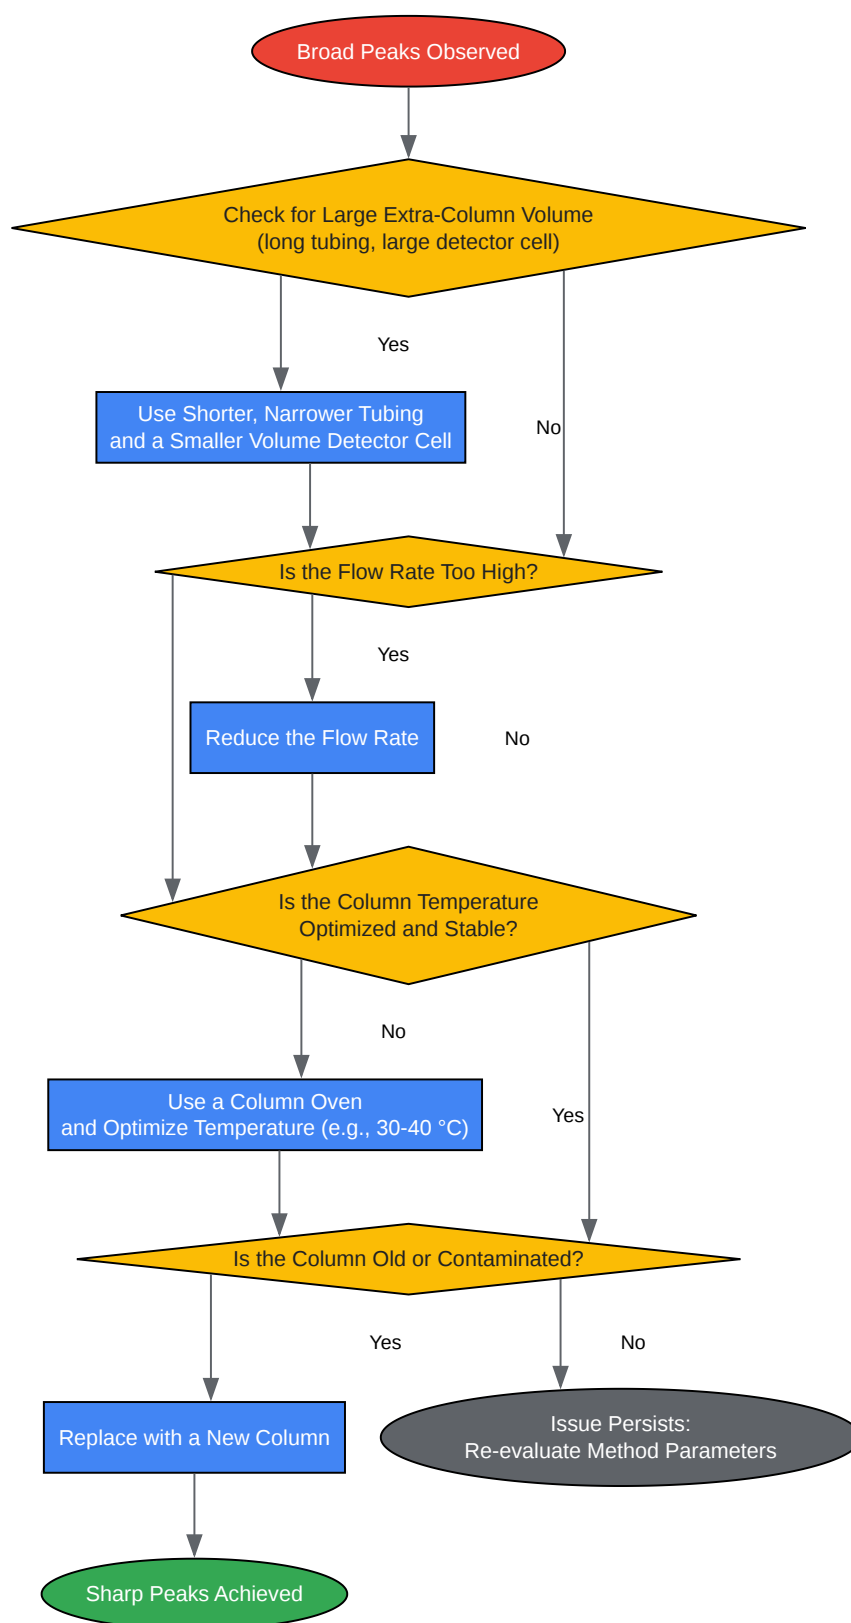 Broad Peaks Observed
Check for Large Extra-Column Volume
(long tubing, large detector cell)
Yes
Use Shorter, Narrower Tubing
and a Smaller Volume Detector Cell
No
Is the Flow Rate Too High?
Yes
Reduce the Flow Rate
No
Is the Column Temperature
Optimized and Stable?
No
Use a Column Oven
and Optimize Temperature (e.g., 30-40 °C)
Yes
Is the Column Old or Contaminated?
Yes
No
Replace with a New Column
Issue Persists:
Re-evaluate Method Parameters
Sharp Peaks Achieved